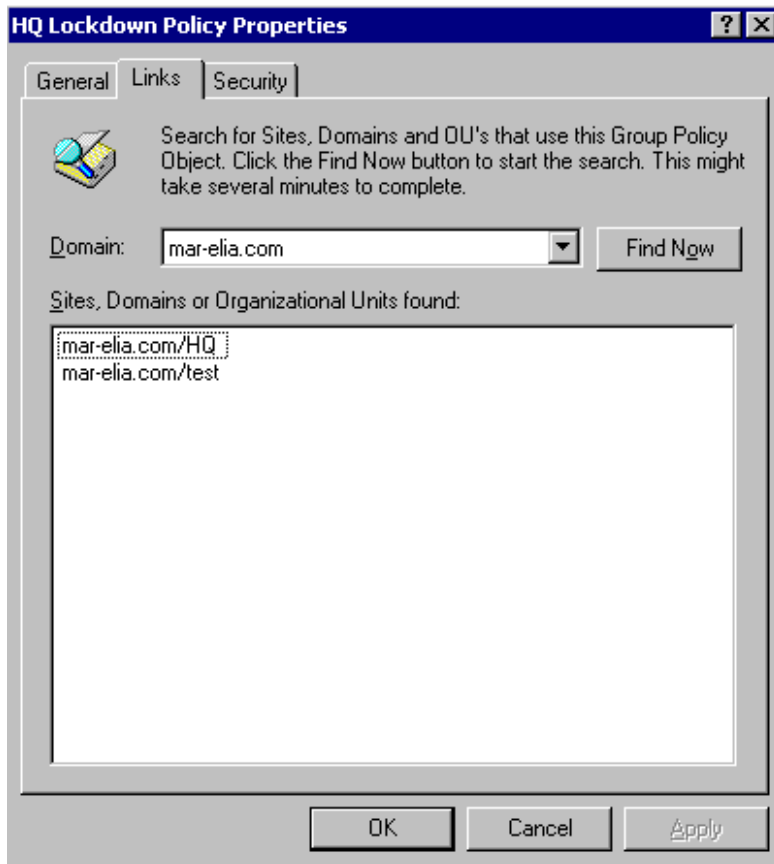 HQ Lockdown Policy Properties
General Links Security
Search for Sites, Domains and OU's that use this Group Policy
Object. Click the Find Now button to start the search. This might
take several minutes to complete.
Domain: mar-elia.com Find Now
Sites, Domains or Organizational Units found:
mar-elia.com/HQ
mar-elia.com/test
OK Cancel Apply